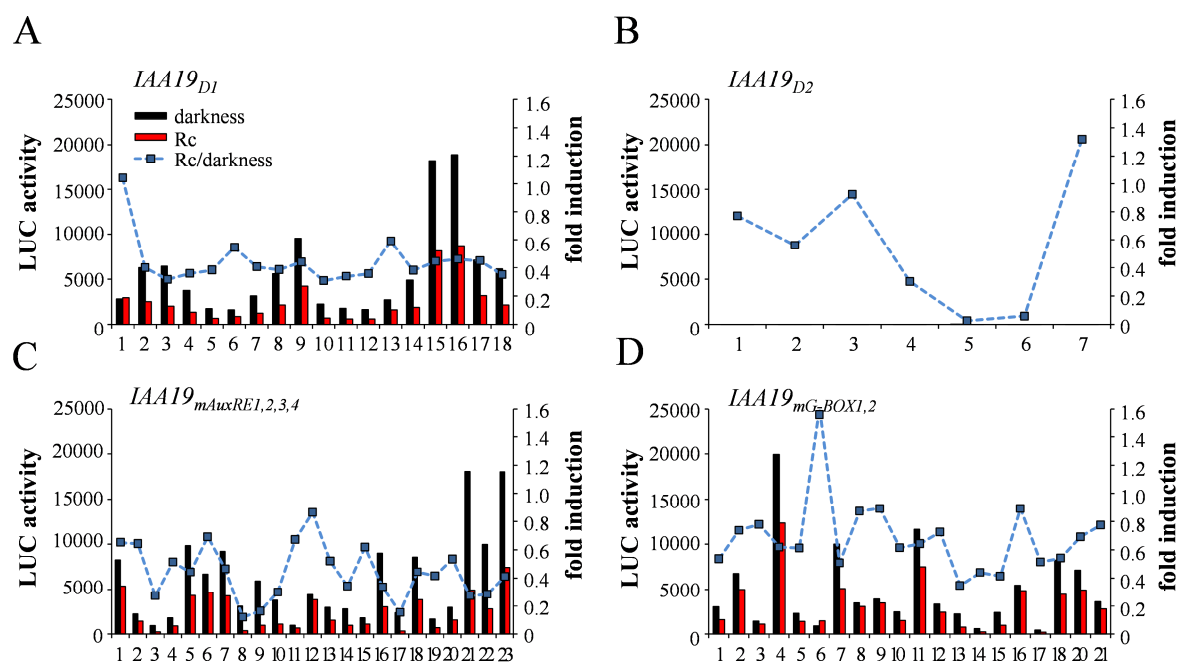 A
IAA19D1
25000
20000
15000
10000
5000
0
LUC activity
1.6
1.4
1.2
1.0
0.8
0.6
0.4
0.2
0
fold induction
darkness
Rc
Rc/darkness
1 2 3 4 5 6 7 8 9 10 11 12 13 14 15 16 17 18
B
IAA19D2
25000
20000
15000
10000
5000
0
LUC activity
1.6
1.4
1.2
1.0
0.8
0.6
0.4
0.2
0
fold induction
1 2 3 4 5 6 7
C
IAA19mAuxRE1,2,3,4
25000
20000
15000
10000
5000
0
LUC activity
1.6
1.4
1.2
1.0
0.8
0.6
0.4
0.2
0
fold induction
1 2 3 4 5 6 7 8 9 10 11 12 13 14 15 16 17 18 19 20 21 22 23
D
IAA19mG-BOX1,2
25000
20000
15000
10000
5000
0
LUC activity
1.6
1.4
1.2
1.0
0.8
0.6
0.4
0.2
0
fold induction
1 2 3 4 5 6 7 8 9 10 11 12 13 14 15 16 17 18 20 21